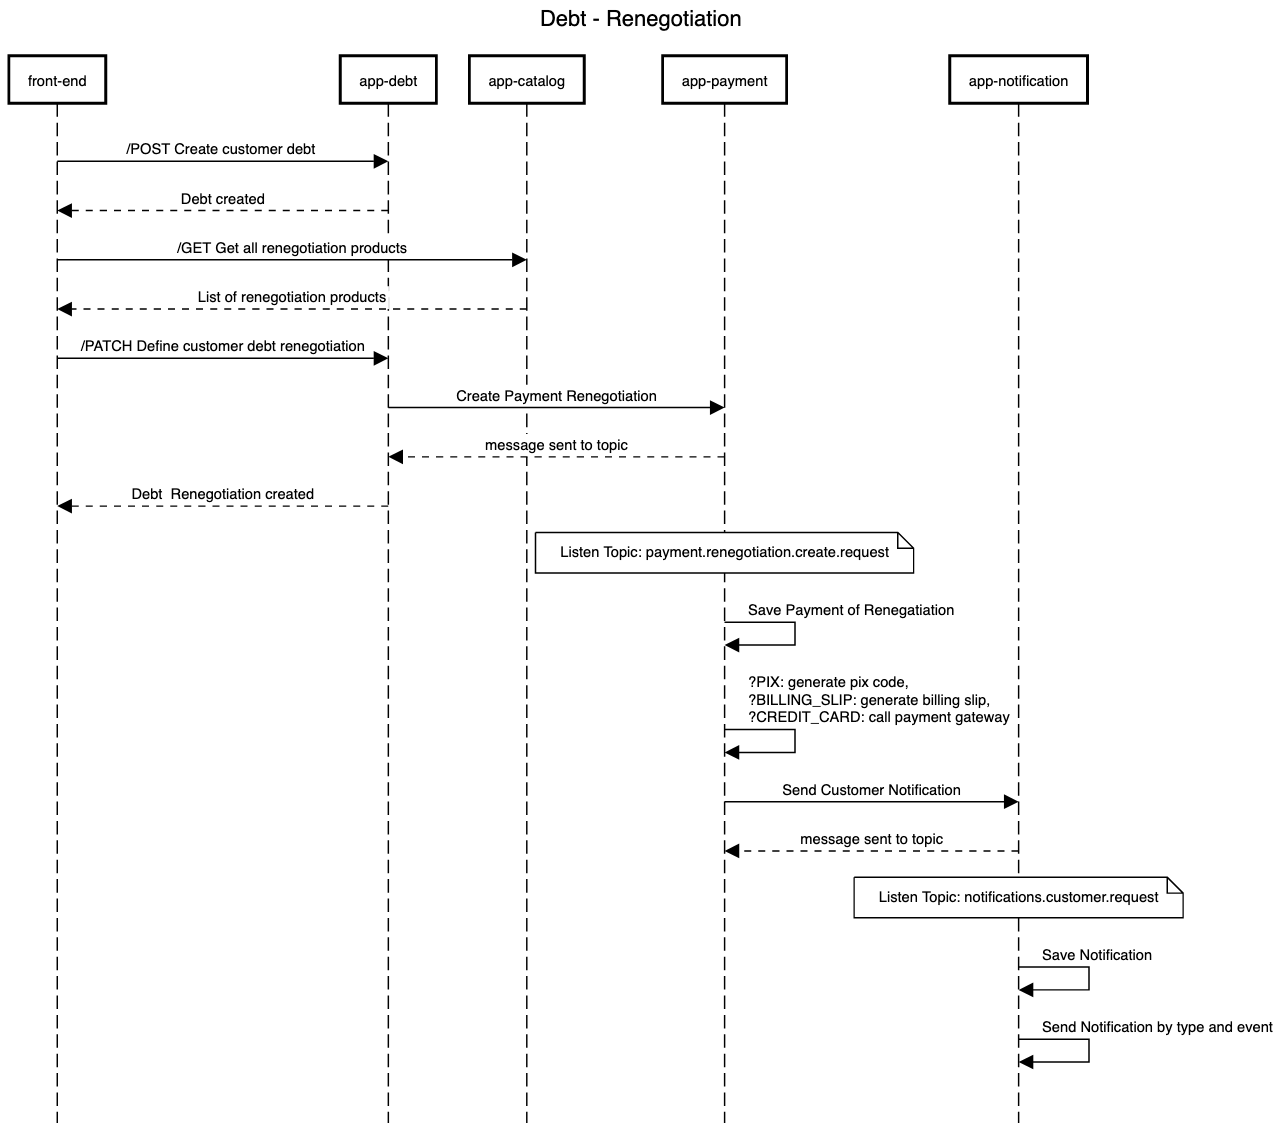 Debt - Renegotiation
front-end
app-debt
app-catalog
app-payment
app-notification
/POST Create customer debt
Debt created
/GET Get all renegotiation products
List of renegotiation products
/PATCH Define customer debt renegotiation
Create Payment Renegotiation
message sent to topic
Debt  Renegotiation created
Listen Topic: payment.renegotiation.create.request
Save Payment of Renegatiation
?PIX: generate pix code,
?BILLING_SLIP: generate billing slip,
?CREDIT_CARD: call payment gateway
Send Customer Notification
message sent to topic
Listen Topic: notifications.customer.request
Save Notification
Send Notification by type and event